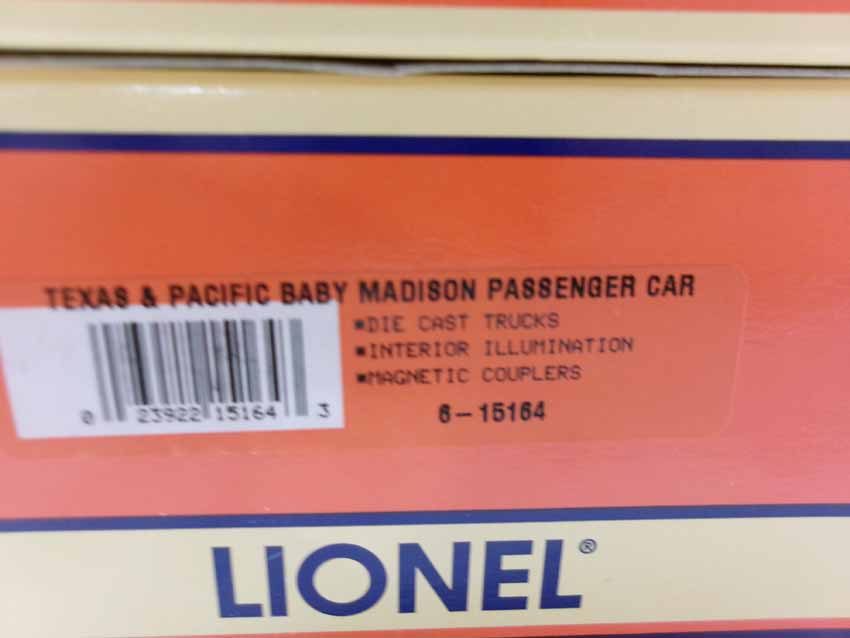 TEXAS & PACIFIC BABY MADISON PASSENGER CAR
▪DIE CAST TRUCKS
▪INTERIOR ILLUMINATION
▪MAGNETIC COUPLERS
0 23922 15164 3
6-15164
LIONEL®